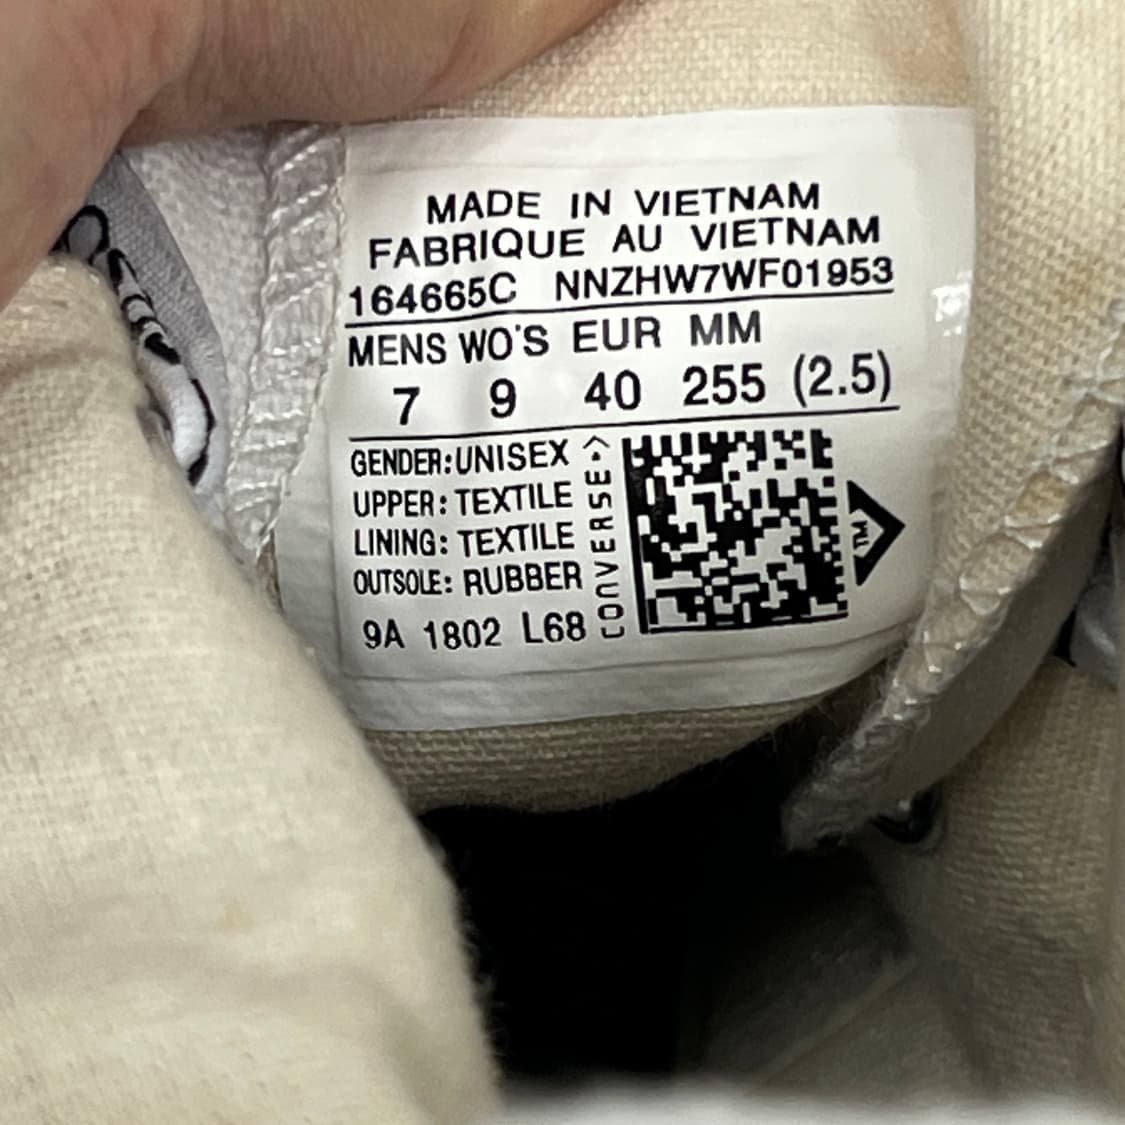 MADE IN VIETNAM
FABRIQUE AU VIETNAM
164665C NNZHW7WF01953
MENS WO'S EUR MM
7 9 40 255 (2.5)
GENDER:UNISEX
UPPER: TEXTILE
LINING: TEXTILE
OUTSOLE: RUBBER
9A 1802 L68
CONVERSE
TM